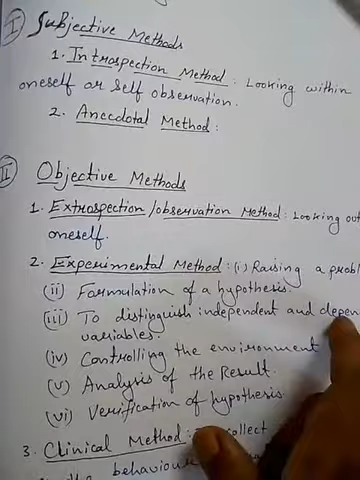 I Subjective Methods
1. Introspection Method: Looking within
oneself or self observation.
2. Anecdotal Method:
II Objective Methods
1. Extrospection/observation Method: Looking out
oneself.
2. Experimental Method: (i) Raising a probl
(ii) Formulation of a hypothesis.
(iii) To distinguish independent and depen
variables.
(iv) Controlling the environment
(v) Analysis of the Result.
(vi) Verification of hypothesis.
3. Clinical Method: collect
the behaviour